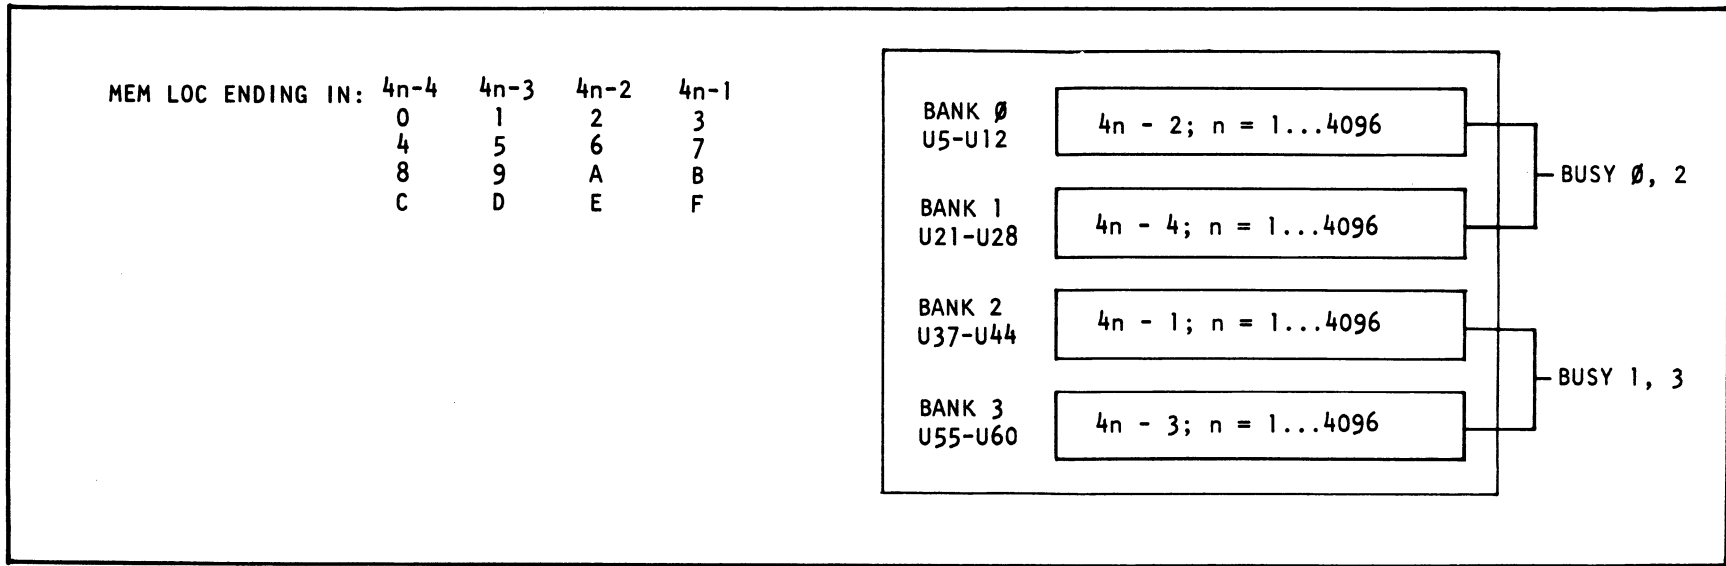 MEM LOC ENDING IN: 4n-4 4n-3 4n-2 4n-1
0 1 2 3
4 5 6 7
8 9 A B
C D E F
BANK Ø
U5-U12
4n - 2; n = 1...4096
BANK 1
U21-U28
4n - 4; n = 1...4096
BUSY Ø, 2
BANK 2
U37-U44
4n - 1; n = 1...4096
BANK 3
U55-U60
4n - 3; n = 1...4096
BUSY 1, 3